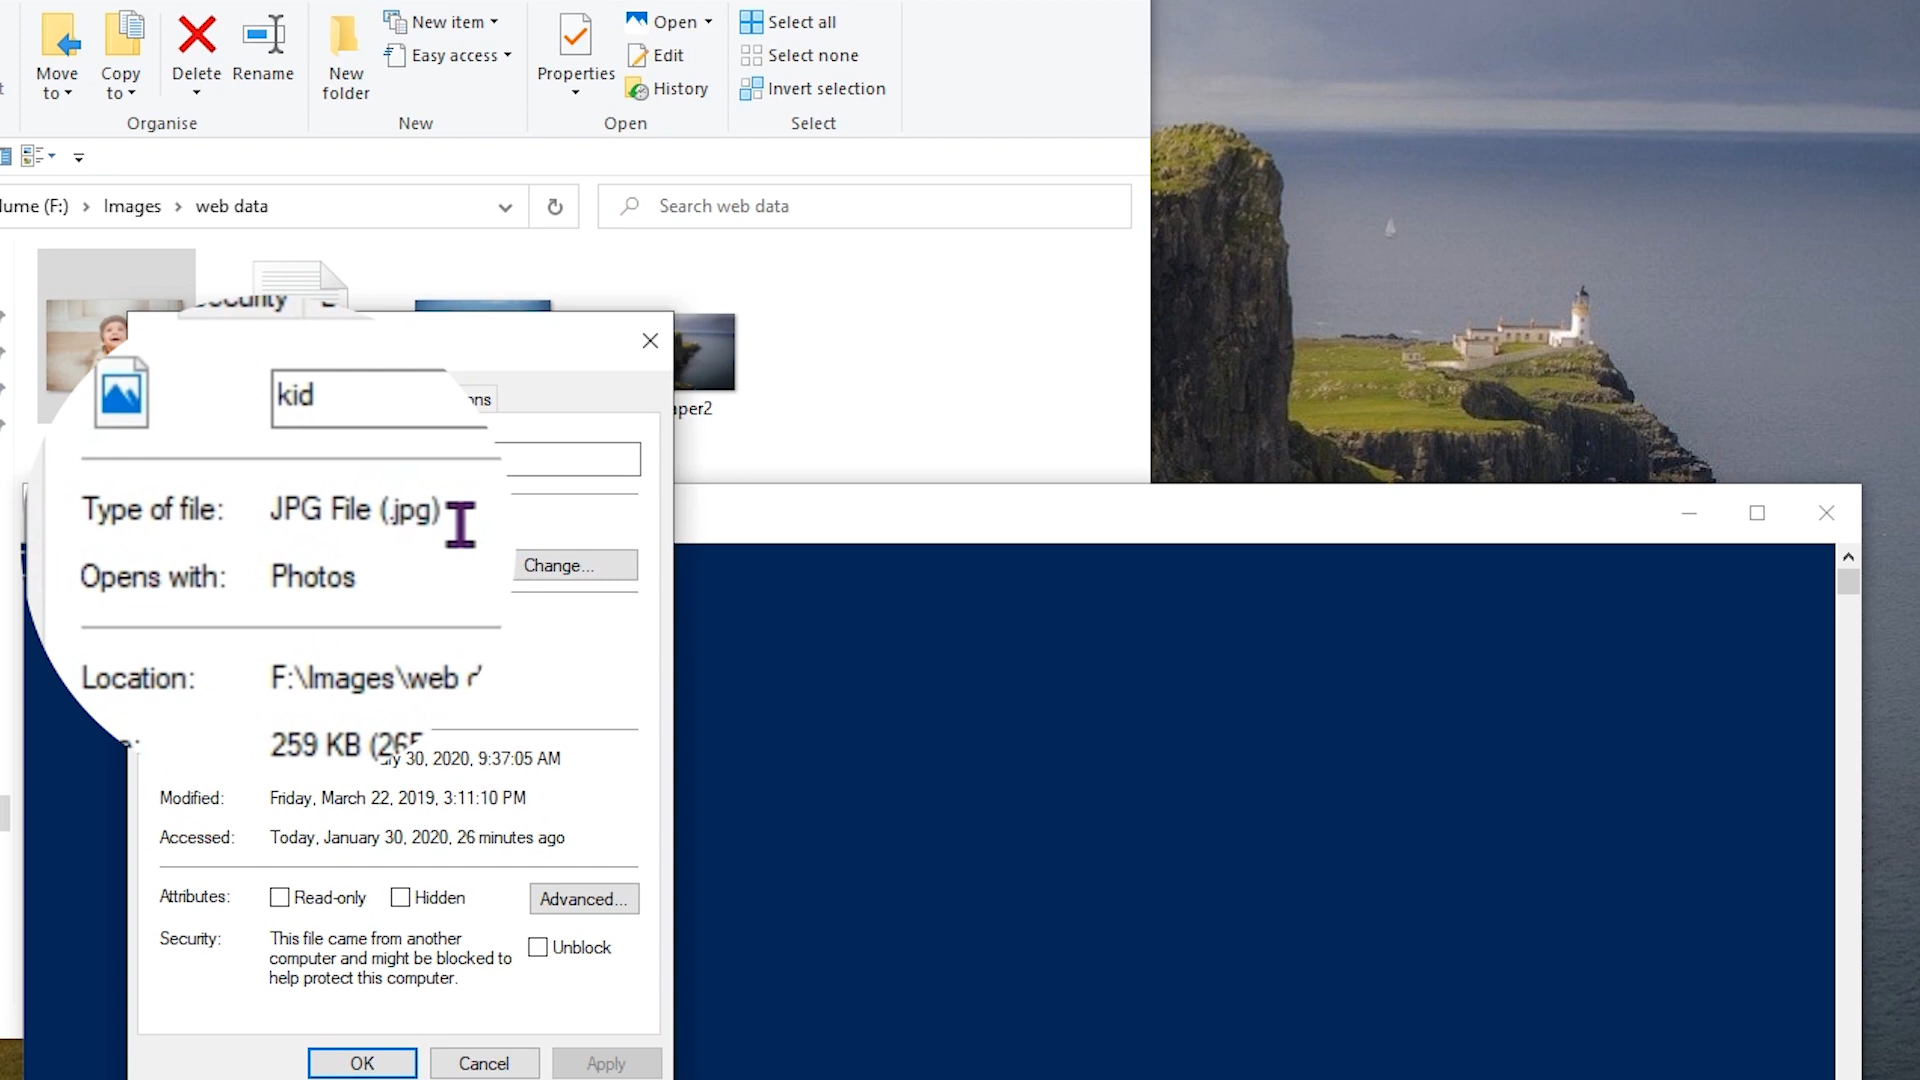 Move to
Copy to
Delete
Rename
New folder
New item
Easy access
Properties
Open
Edit
History
Select all
Select none
Invert selection
Organise
New
Open
Select
lume (F:) > Images > web data
Search web data
aper2
kid
ons
Type of file: JPG File (.jpg)
Change...
Opens with: Photos
Location: F:\Images\web
259 KB (265
30, 2020, 9:37:05 AM
Modified: Friday, March 22, 2019, 3:11:10 PM
Accessed: Today, January 30, 2020, 26 minutes ago
Attributes: Read-only Hidden Advanced...
Security: This file came from another
computer and might be blocked to
help protect this computer.
Unblock
OK Cancel Apply